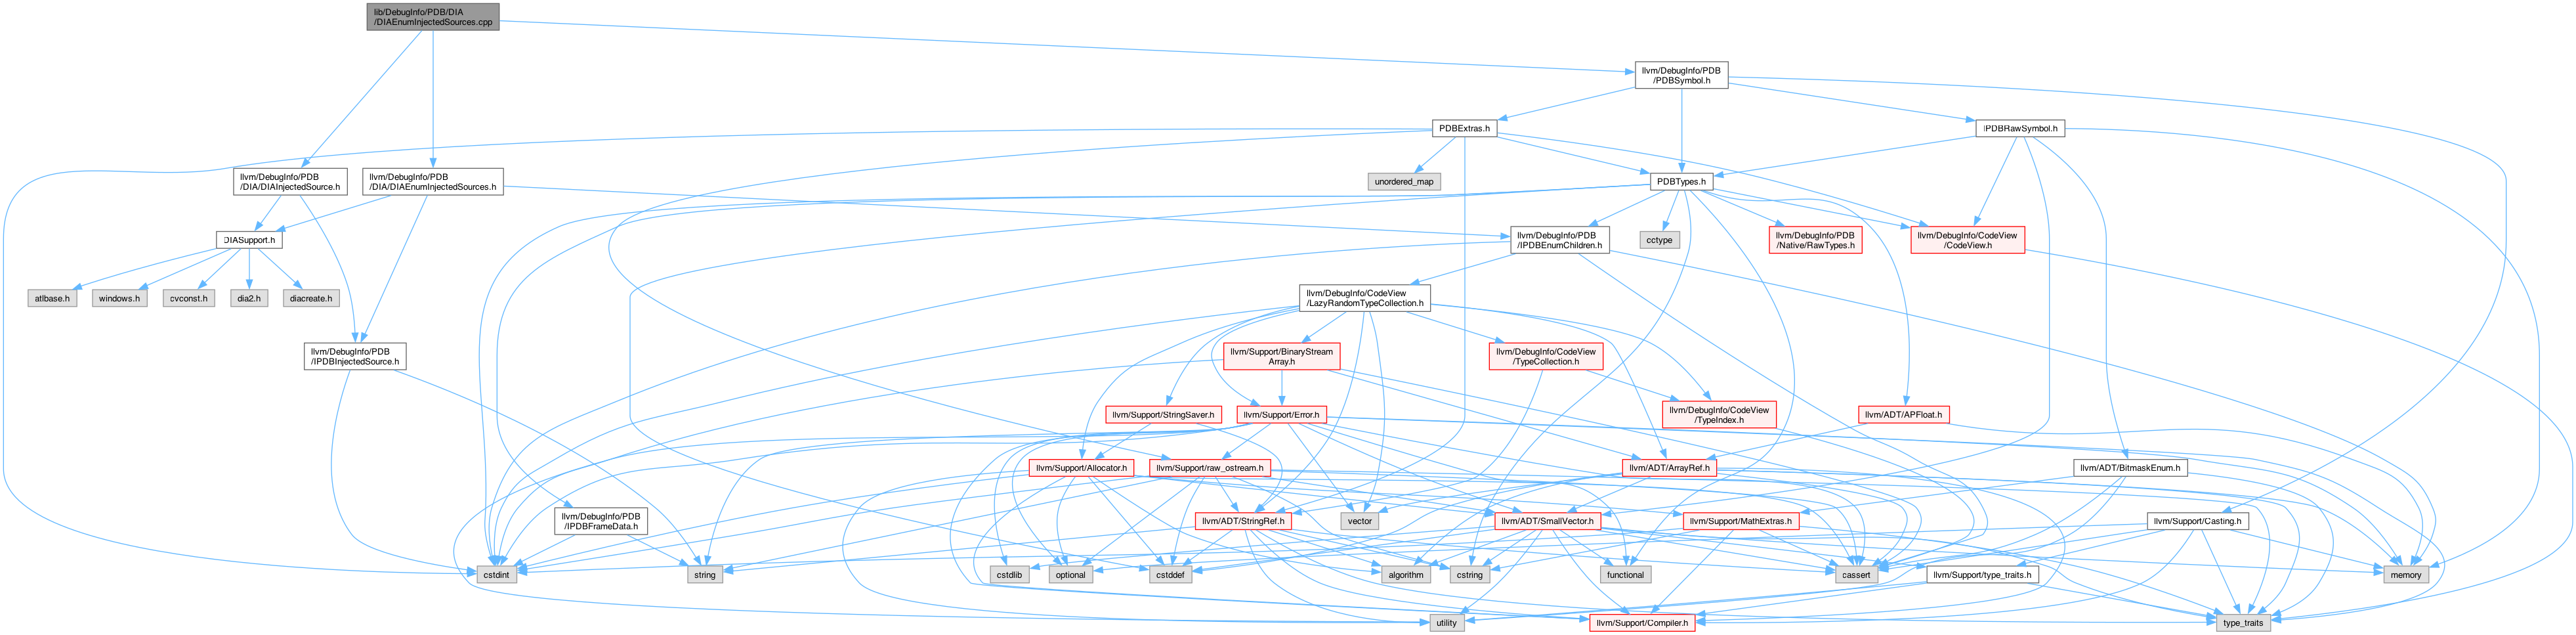 lib/DebugInfo/PDB/DIA
/DIAEnumInjectedSources.cpp
llvm/DebugInfo/PDB
/PDBSymbol.h
PDBExtras.h
IPDBRawSymbol.h
llvm/DebugInfo/PDB
/DIA/DIAInjectedSource.h
llvm/DebugInfo/PDB
/DIA/DIAEnumInjectedSources.h
unordered_map
PDBTypes.h
DIASupport.h
llvm/DebugInfo/PDB
/IPDBEnumChildren.h
cctype
llvm/DebugInfo/PDB
/Native/RawTypes.h
llvm/DebugInfo/CodeView
/CodeView.h
atlbase.h
windows.h
cvconst.h
dia2.h
diacreate.h
llvm/DebugInfo/CodeView
/LazyRandomTypeCollection.h
llvm/DebugInfo/PDB
/IPDBInjectedSource.h
llvm/Support/BinaryStream
Array.h
llvm/DebugInfo/CodeView
/TypeCollection.h
llvm/Support/StringSaver.h
llvm/Support/Error.h
llvm/DebugInfo/CodeView
/TypeIndex.h
llvm/ADT/APFloat.h
llvm/Support/Allocator.h
llvm/Support/raw_ostream.h
llvm/ADT/ArrayRef.h
llvm/ADT/BitmaskEnum.h
llvm/DebugInfo/PDB
/IPDBFrameData.h
llvm/ADT/StringRef.h
vector
llvm/ADT/SmallVector.h
llvm/Support/MathExtras.h
llvm/Support/Casting.h
cstdint
string
cstdlib
optional
cstddef
algorithm
cstring
functional
cassert
llvm/Support/type_traits.h
memory
utility
llvm/Support/Compiler.h
type_traits